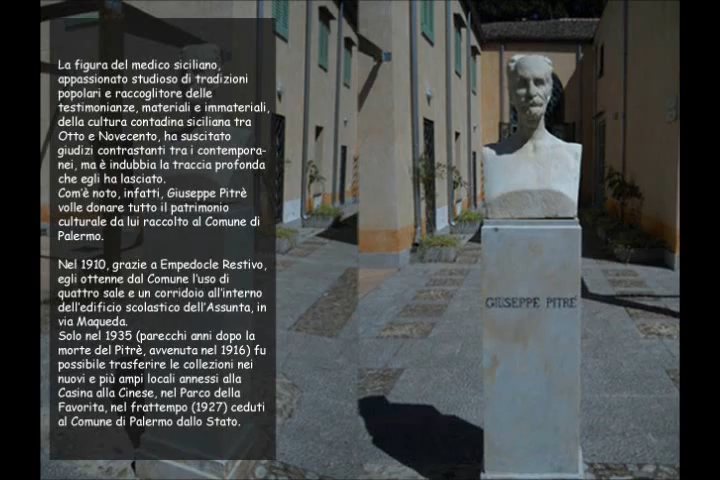 La figura del medico siciliano,
appassionato studioso di tradizioni
popolari e raccoglitore delle
testimonianze, materiali e immateriali,
della cultura contadina siciliana tra
Otto e Novecento, ha suscitato
giudizi contrastanti tra i contempora-
nei, ma è indubbia la traccia profonda
che egli ha lasciato.
Com'è noto, infatti, Giuseppe Pitrè
volle donare tutto il patrimonio
culturale da lui raccolto al Comune di
Palermo.
Nel 1910, grazie a Empedocle Restivo,
egli ottenne dal Comune l'uso di
quattro sale e un corridoio all'interno
dell'edificio scolastico dell'Assunta, in
via Maqueda.
Solo nel 1935 (parecchi anni dopo la
morte del Pitrè, avvenuta nel 1916) fu
possibile trasferire le collezioni nei
nuovi e più ampi locali annessi alla
Casina alla Cinese, nel Parco della
Favorita, nel frattempo (1927) ceduti
al Comune di Palermo dallo Stato.
GIUSEPPE PITRÈ